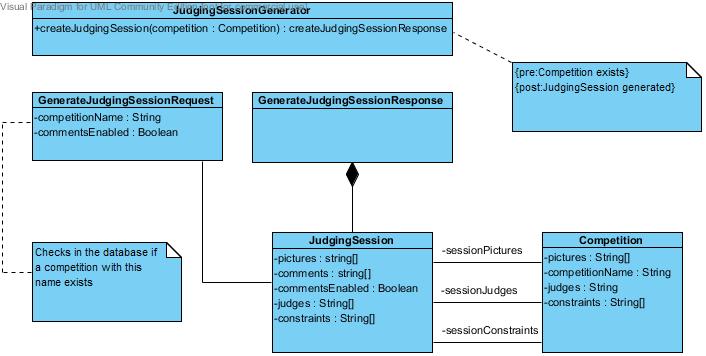 Visual Paradigm for UML Community Edition [not for commercial use]
JudgingSessionGenerator
+createJudgingSession(competition : Competition) : createJudgingSessionResponse
{pre:Competition exists}
{post:JudgingSession generated}
GenerateJudgingSessionRequest
-competitionName : String
-commentsEnabled : Boolean
GenerateJudgingSessionResponse
Checks in the database if
a competition with this
name exists
JudgingSession
-pictures : string[]
-comments : string[]
-commentsEnabled : Boolean
-judges : String[]
-constraints : String[]
-sessionPictures
-sessionJudges
-sessionConstraints
Competition
-pictures : String[]
-competitionName : String
-judges : String
-constraints : String[]